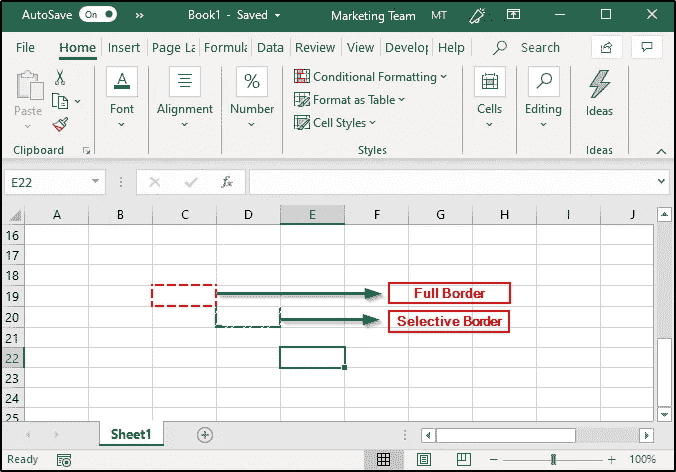 AutoSave On Book1 - Saved Marketing Team MT
File Home Insert Page La Formula Data Review View Develop Help Search
Paste Font Alignment Number Conditional Formatting Format as Table Cell Styles Cells Editing Ideas
Clipboard Styles Ideas
E22 fx
A B C D E F G H I J
16
17
18
19 Full Border
20 Selective Border
21
22
23
24
25
Sheet1
Ready 100%